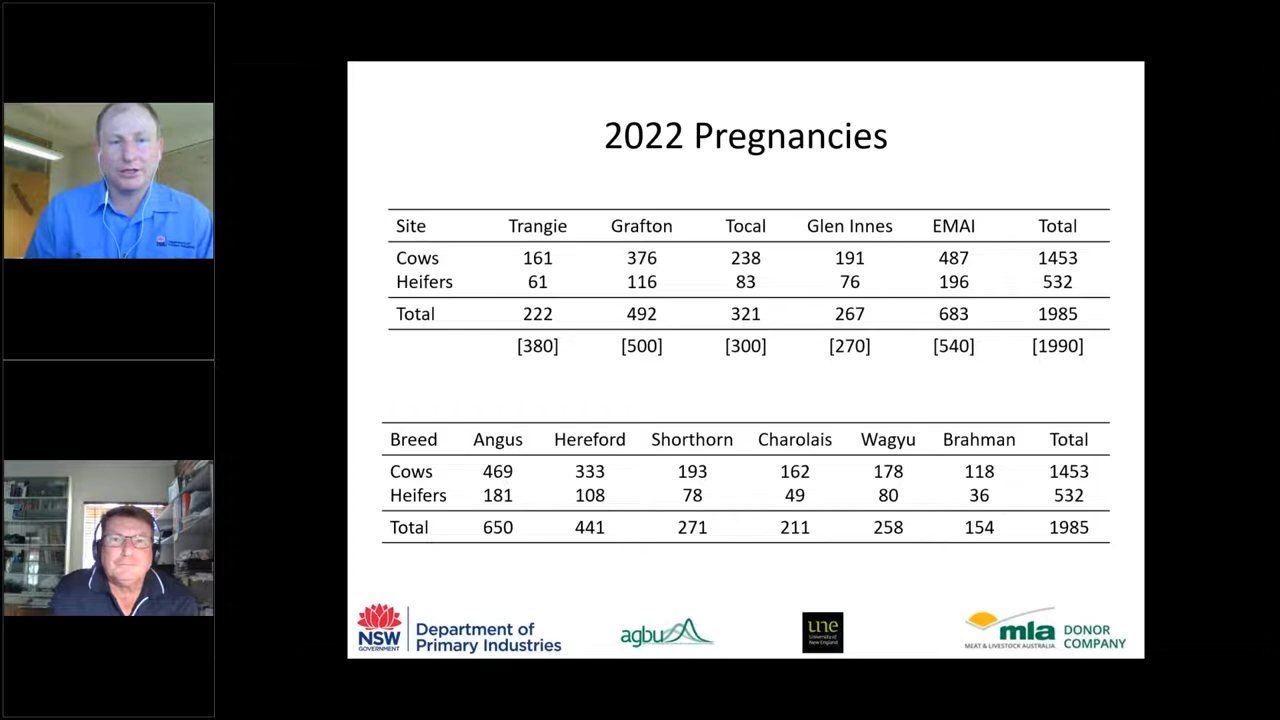 2022 Pregnancies
Site Trangie Grafton Tocal Glen Innes EMAI Total
Cows 161 376 238 191 487 1453
Heifers 61 116 83 76 196 532
Total 222 492 321 267 683 1985
[380] [500] [300] [270] [540] [1990]
Breed Angus Hereford Shorthorn Charolais Wagyu Brahman Total
Cows 469 333 193 162 178 118 1453
Heifers 181 108 78 49 80 36 532
Total 650 441 271 211 258 154 1985
NSW
GOVERNMENT
Department of
Primary Industries
agbu
une
University of
New England
mla
MEAT & LIVESTOCK AUSTRALIA
DONOR
COMPANY